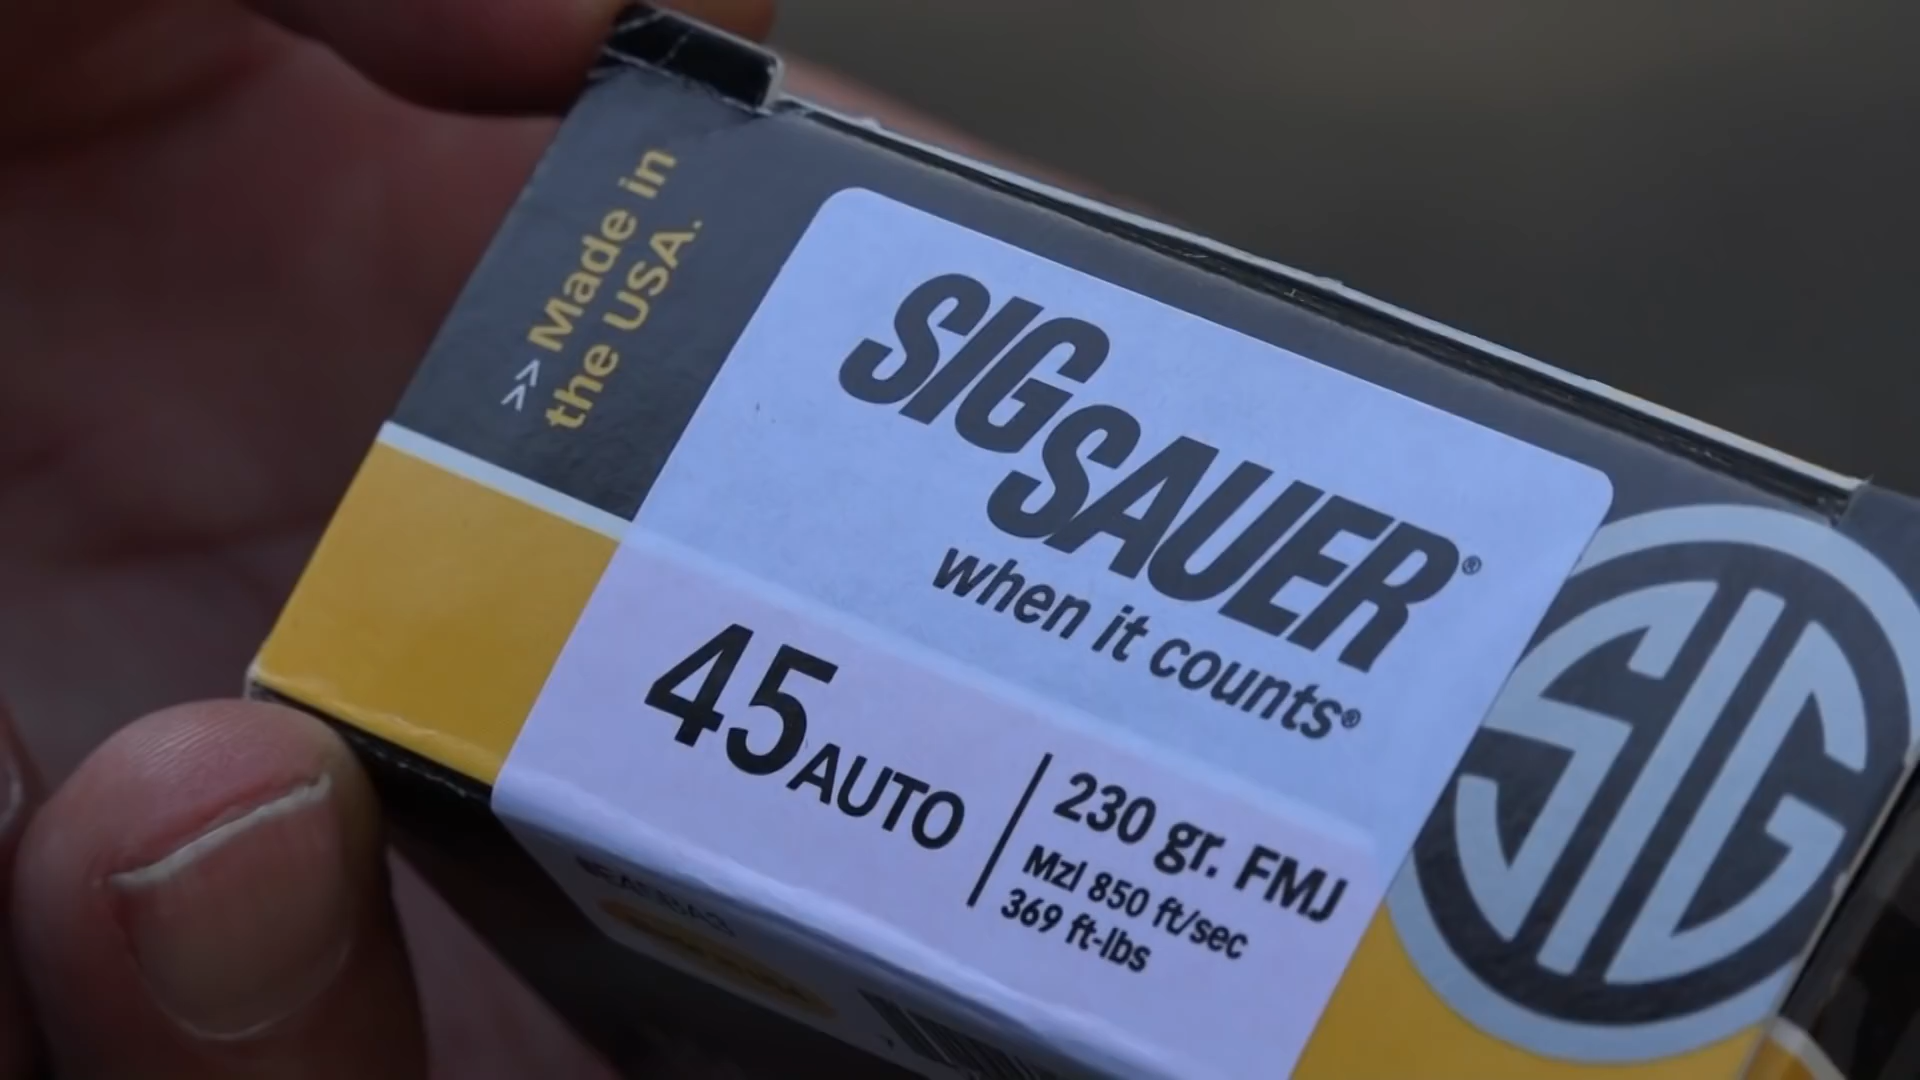 >> Made in
the USA.
SIG
SAUER®
when it counts®
45 AUTO
230 gr. FMJ
Mzl 850 ft/sec
369 ft-lbs
SIG